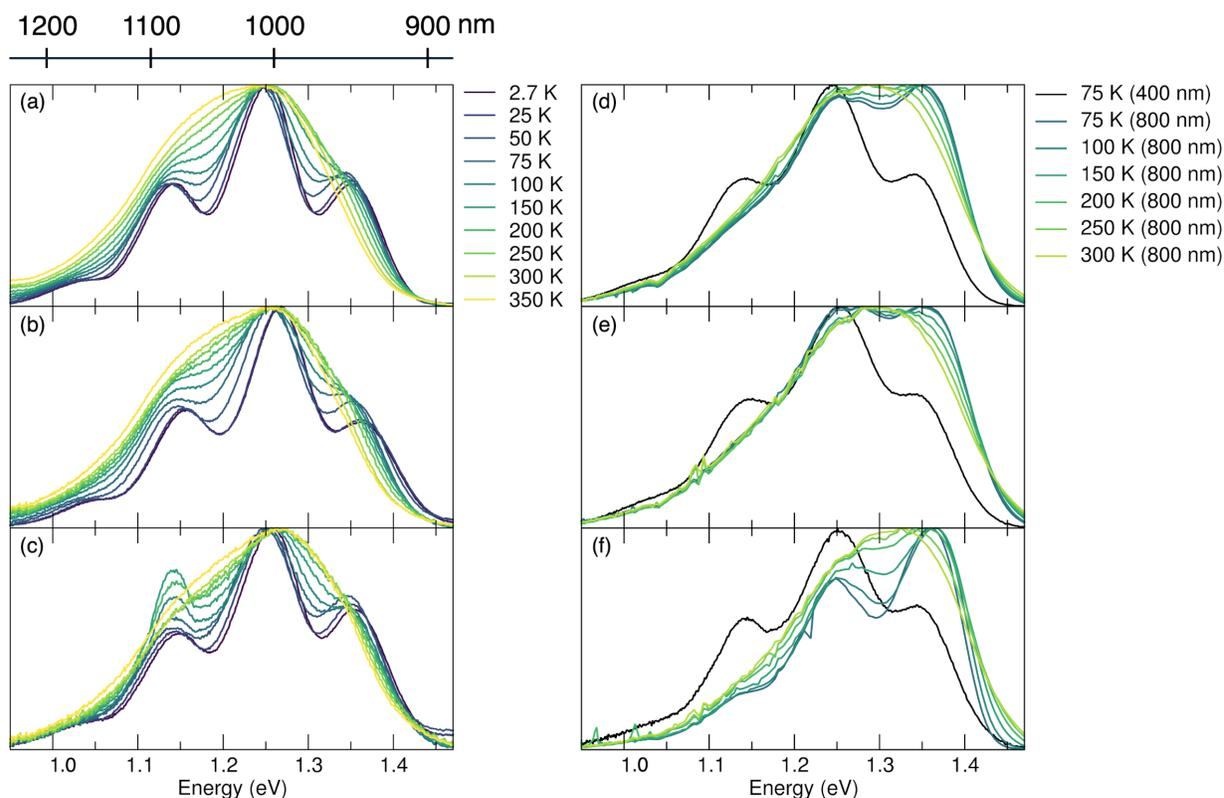 1200 1100 1000 900 nm
(a)
2.7 K
25 K
50 K
75 K
100 K
150 K
200 K
250 K
300 K
350 K
(b)
(c)
1.0 1.1 1.2 1.3 1.4
Energy (eV)
(d)
75 K (400 nm)
75 K (800 nm)
100 K (800 nm)
150 K (800 nm)
200 K (800 nm)
250 K (800 nm)
300 K (800 nm)
(e)
(f)
1.0 1.1 1.2 1.3 1.4
Energy (eV)